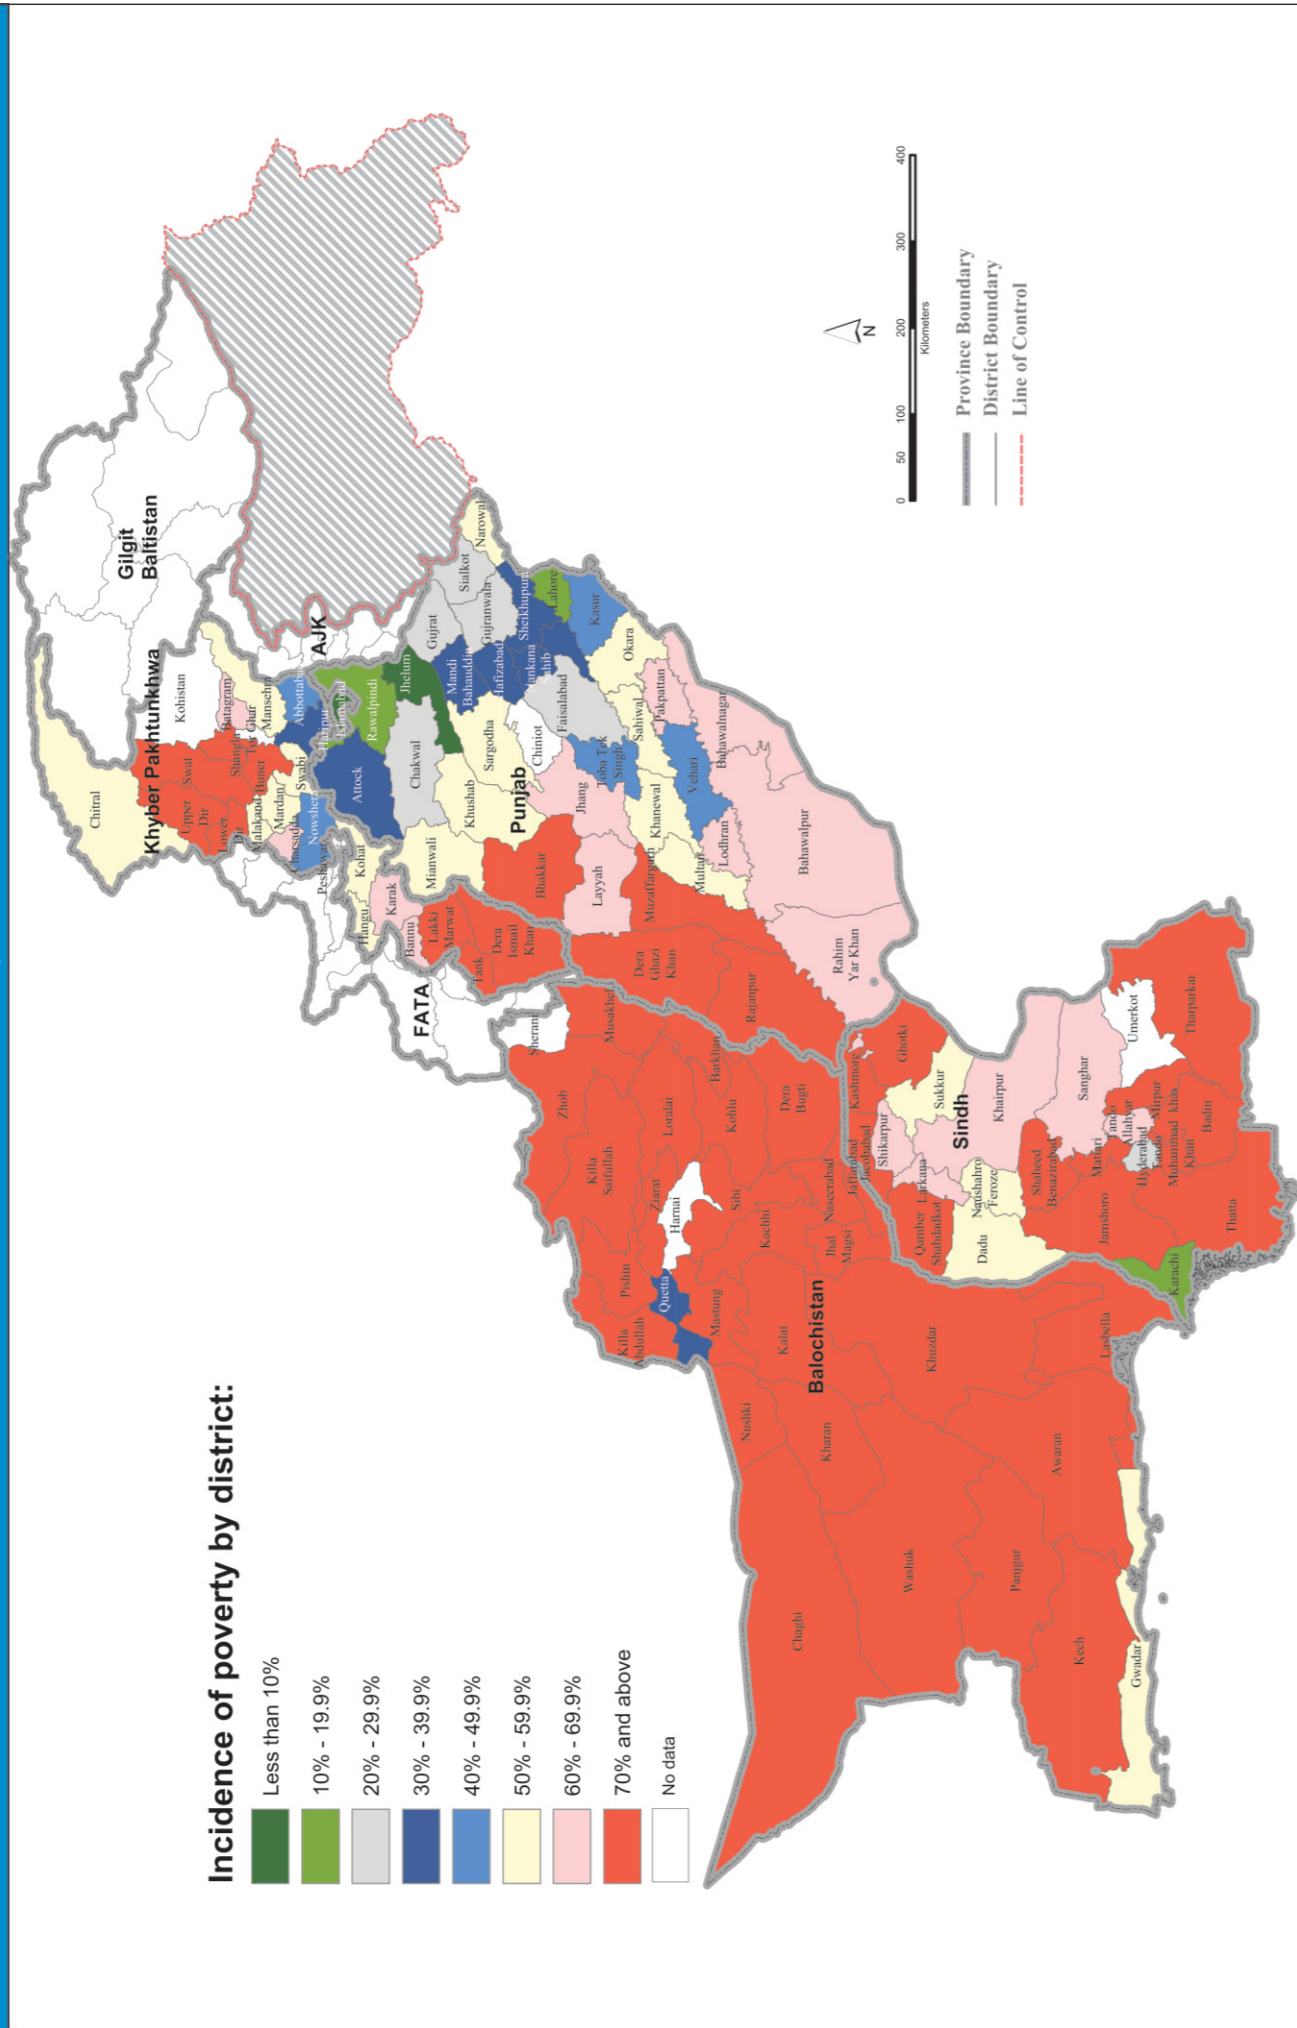 Incidence of poverty by district:
Less than 10%
10% - 19.9%
20% - 29.9%
30% - 39.9%
40% - 49.9%
50% - 59.9%
60% - 69.9%
70% and above
No data
Gilgit
Baltistan
Khyber Pakhtunkhwa
AJK
FATA
Punjab
Balochistan
Sindh
Chitral
Kohistan
Upper
Dir
Swat
Lower
Dir
Shangla
Batagram
Tor Ghar
Mansehra
Buner
Malakand
Mardan
Swabi
Charsadda
Nowshera
Peshawar
Abbottabad
Haripur
Islamabad
Rawalpindi
Attock
Kohat
Hangu
Karak
Bannu
Lakki
Marwat
Tank
Dera
Ismail
Khan
Chakwal
Jhelum
Mianwali
Khushab
Sargodha
Mandi
Bahauddin
Gujrat
Sialkot
Narowal
Gujranwala
Hafizabad
Sheikhupura
Nankana
Sahib
Lahore
Kasur
Chiniot
Faisalabad
Okara
Bhakkar
Jhang
Toba Tek
Singh
Sahiwal
Pakpattan
Layyah
Khanewal
Vehari
Bahawalnagar
Muzaffargarh
Multan
Lodhran
Bahawalpur
Dera
Ghazi
Khan
Rajanpur
Rahim
Yar Khan
Sherani
Musakhel
Zhob
Killa
Saifullah
Loralai
Barkhan
Ziarat
Harnai
Kohlu
Dera
Bugti
Sibi
Pishin
Killa
Abdullah
Quetta
Mastung
Kachhi
Naseerabad
Jaffarabad
Jhal
Magsi
Kalat
Nushki
Kharan
Khuzdar
Chaghi
Washuk
Panjgur
Awaran
Lasbella
Kech
Gwadar
Kashmore
Ghotki
Jacobabad
Shikarpur
Sukkur
Larkana
Khairpur
Qamber
Shahdadkot
Naushahro
Feroze
Dadu
Shaheed
Benazirabad
Sanghar
Umerkot
Tharparkar
Matiari
Tando
Allahyar
Mirpur
khas
Hyderabad
Tando
Muhammad
Khan
Badin
Jamshoro
Thatta
Karachi
N
0 50 100 200 300 400
Kilometers
Province Boundary
District Boundary
Line of Control